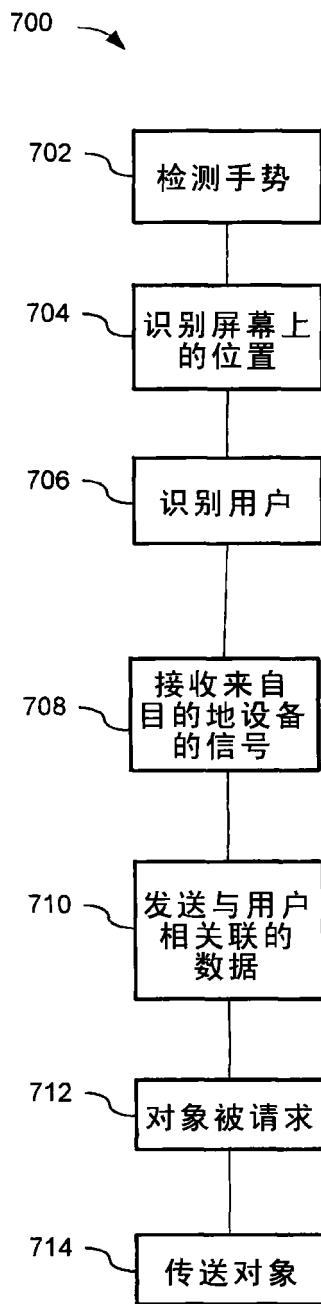 700
702
检测手势
704
识别屏幕上
的位置
706
识别用户
708
接收来自
目的地设备
的信号
710
发送与用户
相关联的
数据
712
对象被请求
714
传送对象